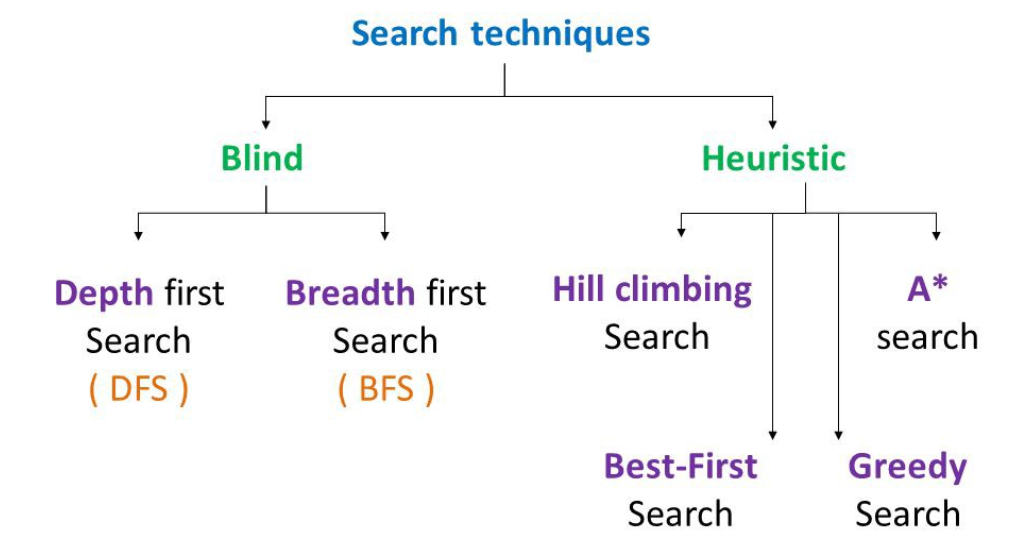 Search techniques
Blind
Heuristic
Depth first
Search
( DFS )
Breadth first
Search
( BFS )
Hill climbing
Search
A*
search
Best-First
Search
Greedy
Search